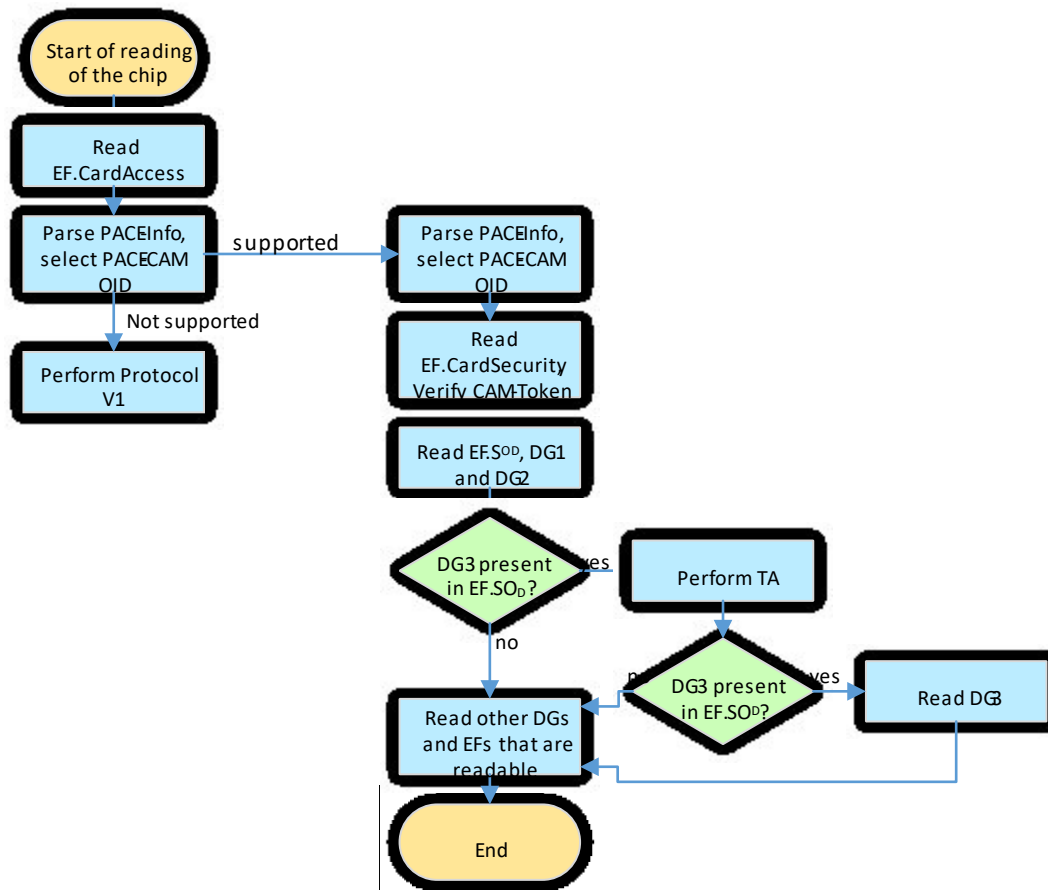 Start of reading
of the chip
Read
EF.CardAccess
Parse PACEInfo,
select PACECAM
OID
supported
Not supported
Perform Protocol
V1
Parse PACEInfo,
select PACECAM
OID
Read
EF.CardSecurity,
Verify CAM-Token
Read EF.SOD, DG1
and DG2
DG3 present
in EF.SOD?
yes
Perform TA
no
DG3 present
in EF.SOD?
yes
Read DG3
Read other DGs
and EFs that are
readable
End